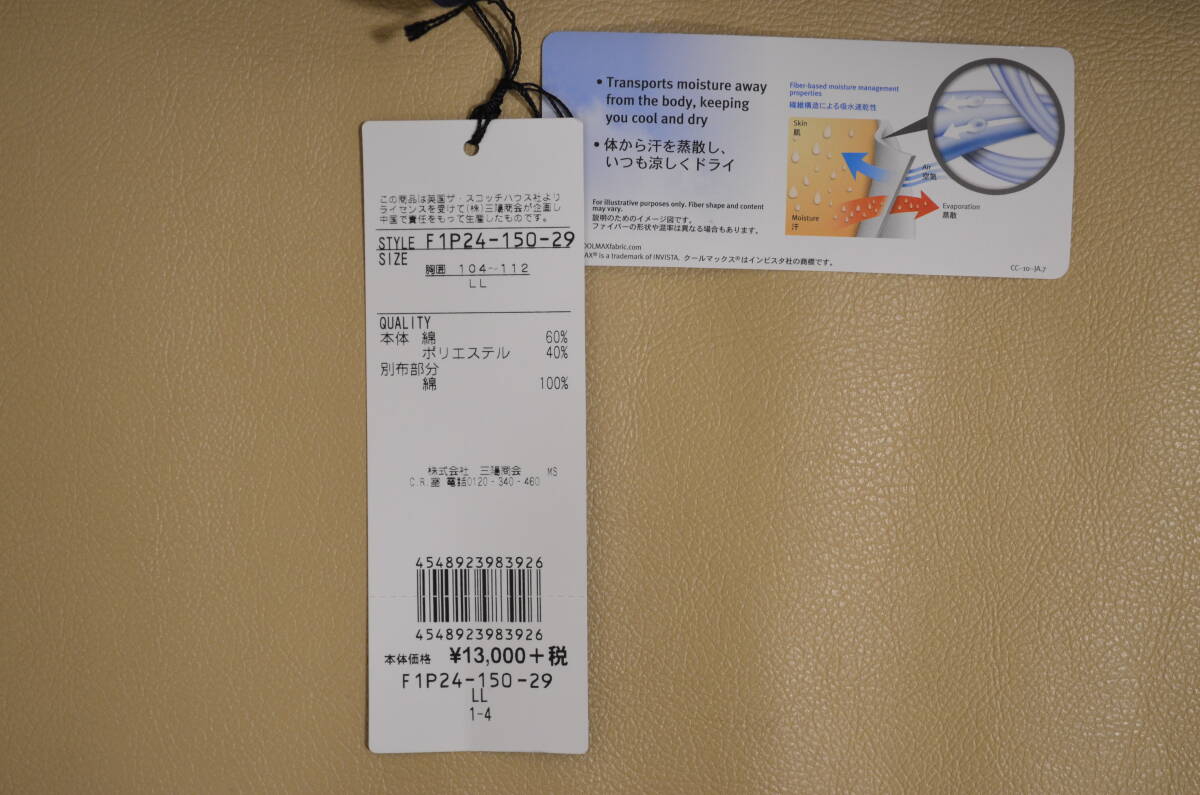 この商品は英国ザ・スコッチハウス社より
ライセンスを受けて(株)三陽商会が企画し
中国で責任をもって生産したものです。
STYLE F1P24-150-29
SIZE
胸囲 104-112
LL
QUALITY
本体 綿 60%
ポリエステル 40%
別布部分
綿 100%
株式会社 三陽商会 MS
C.R.室 電話0120-340-460
4548923983926
4548923983926
本体価格 ¥13,000+税
F1P24-150-29
LL
1-4
• Transports moisture away
from the body, keeping
you cool and dry
• 体から汗を蒸散し、
いつも涼しくドライ
For illustrative purposes only. Fiber shape and content
may vary.
説明のためのイメージ図です。
ファイバーの形状や混率は異なる場合もあります。
OOLMAXfabric.com
AX® is a trademark of INVISTA. クールマックス®はインビスタ社の商標です。
Fiber-based moisture management
properties
繊維構造による吸水速乾性
Skin
肌
Air
空気
Moisture
汗
Evaporation
蒸散
CC-10-JA.7